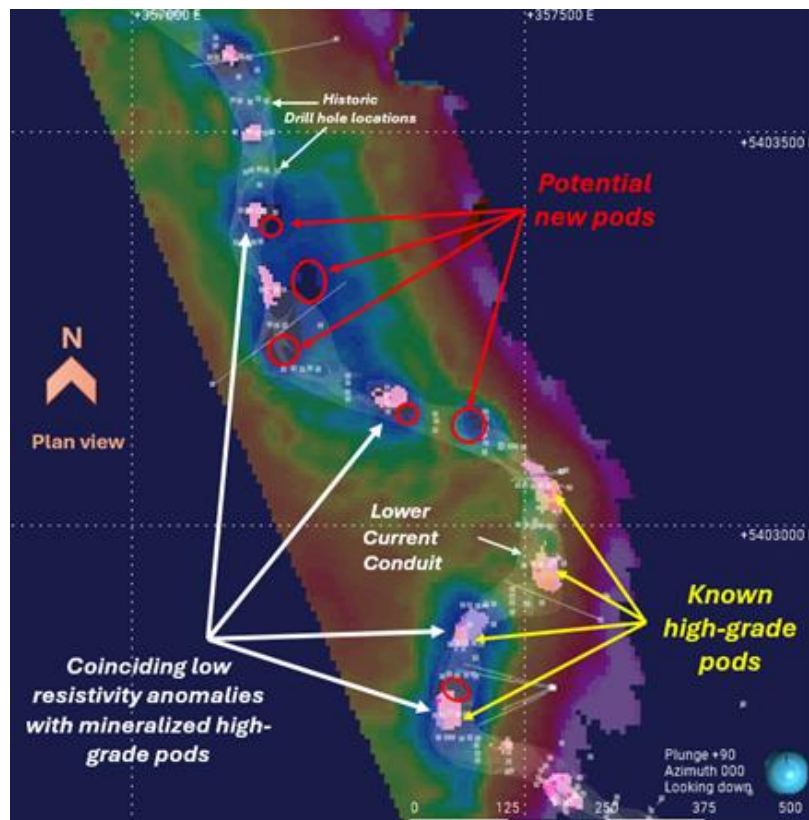 +357000 E
+357500 E
Historic
Drill hole locations
+5403500
Potential
new pods
N
Plan view
Lower
Current
Conduit
+5403000
Known
high-grade
pods
Coinciding low
resistivity anomalies
with mineralized high-
grade pods
Plunge +90
Azimuth 000
Looking down
0 125 250 375 500